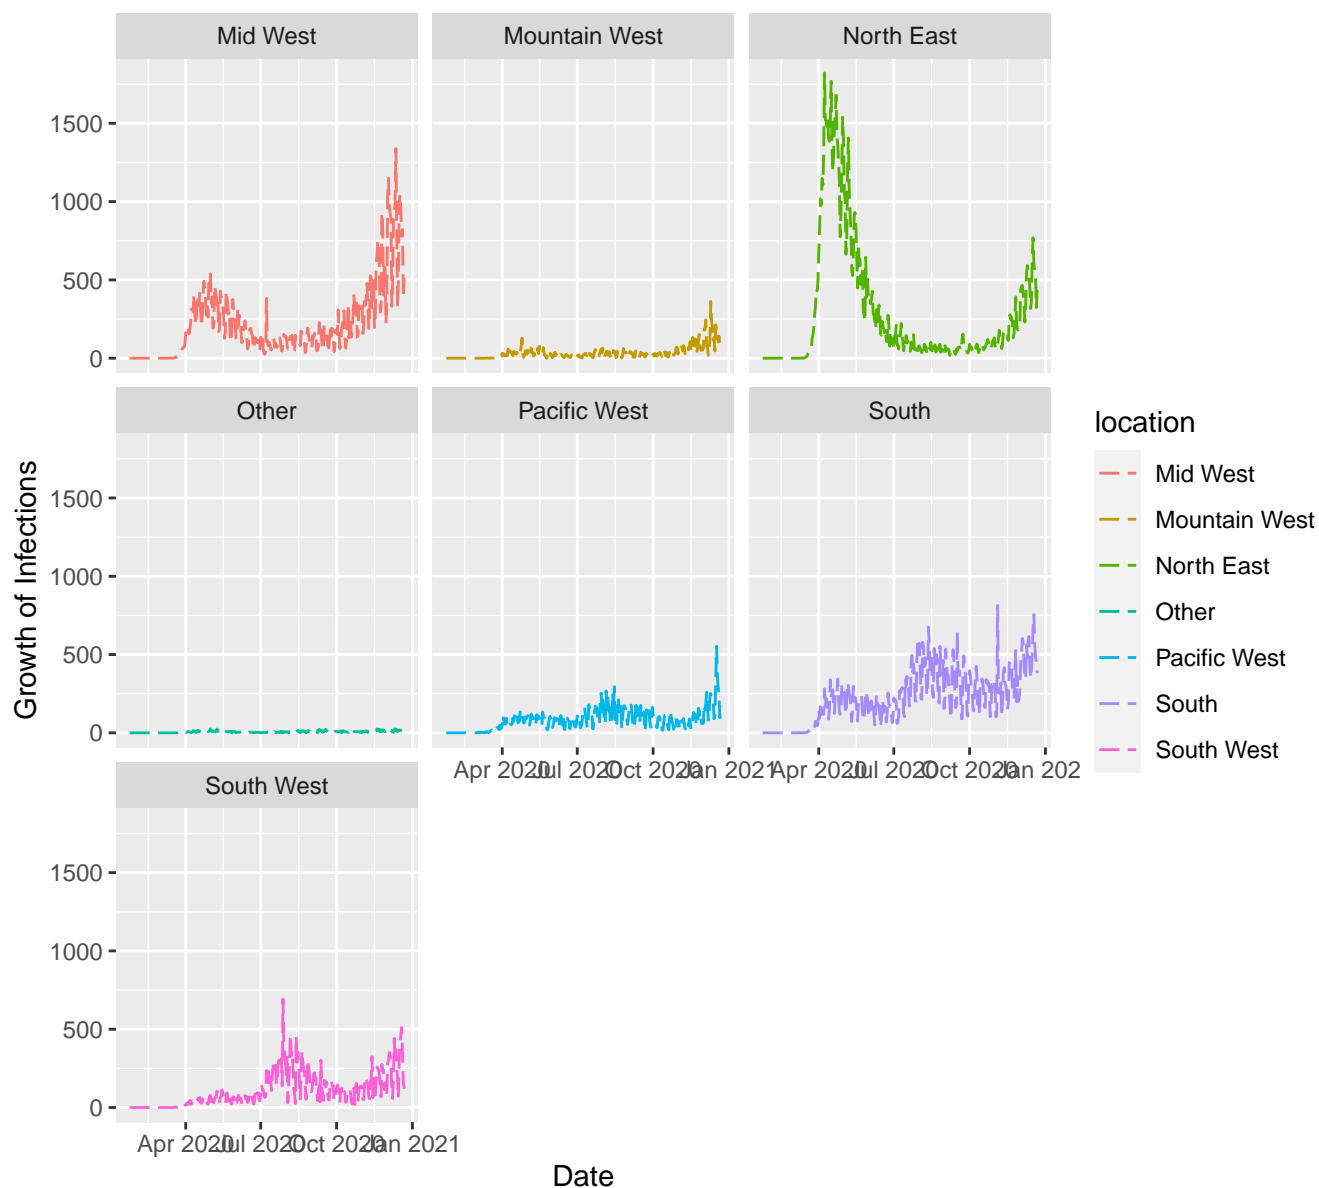 Mid West
Mountain West
North East
1500
1000
500
0
Other
Pacific West
South
1500
1000
500
0
Apr 2020 Jul 2020 Oct 2020 Jan 2021
Apr 2020 Jul 2020 Oct 2020 Jan 202
South West
1500
1000
500
0
Apr 2020 Jul 2020 Oct 2020 Jan 2021
Growth of Infections
Date
location
Mid West
Mountain West
North East
Other
Pacific West
South
South West